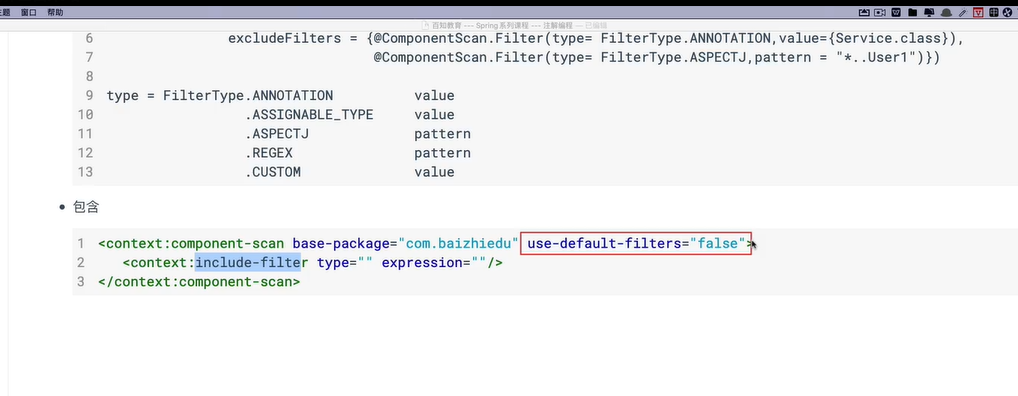 主题 窗口 帮助
百知教育 --- Spring 系列课程 --- 注解编程 — 已编辑
6 excludeFilters = {@ComponentScan.Filter(type= FilterType.ANNOTATION,value={Service.class}),
7 @ComponentScan.Filter(type= FilterType.ASPECTJ,pattern = "*..User1")})
8
9 type = FilterType.ANNOTATION value
10 .ASSIGNABLE_TYPE value
11 .ASPECTJ pattern
12 .REGEX pattern
13 .CUSTOM value
• 包含
1 <context:component-scan base-package="com.baizhiedu" use-default-filters="false">
2 <context:include-filter type="" expression=""/>
3 </context:component-scan>